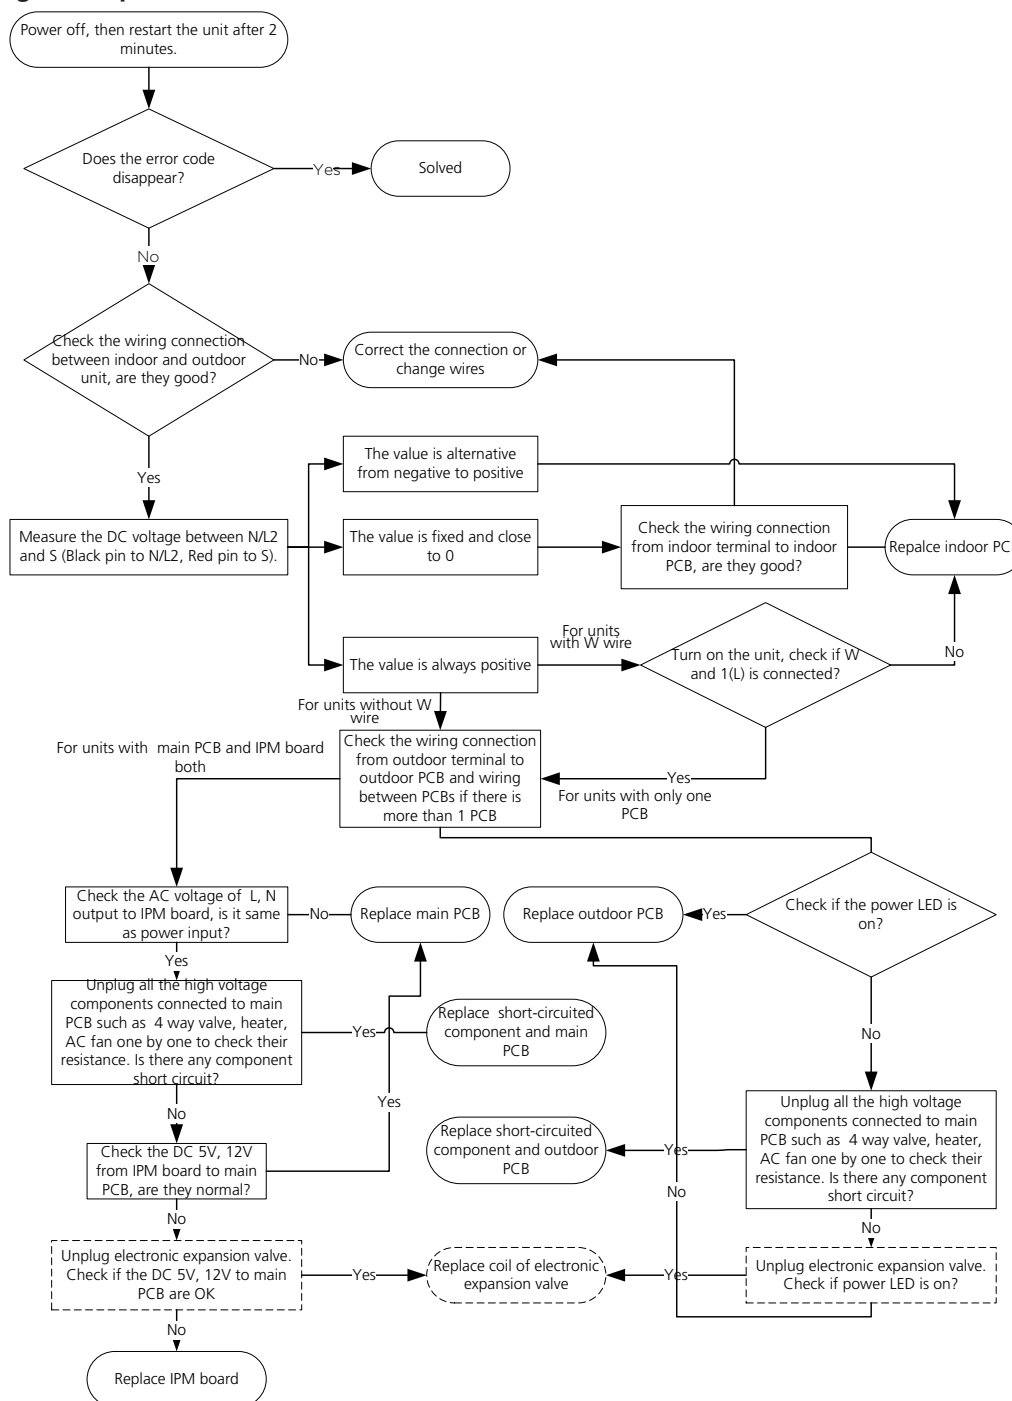 Power off, then restart the unit after 2
minutes.
Does the error code
disappear?
Yes
Solved
No
Check the wiring connection
between indoor and outdoor
unit, are they good?
No
Correct the connection or
change wires
Yes
The value is alternative
from negative to positive
Measure the DC voltage between N/L2
and S (Black pin to N/L2, Red pin to S).
The value is fixed and close
to 0
Check the wiring connection
from indoor terminal to indoor
PCB, are they good?
Repalce indoor PC
The value is always positive
For units
with W wire
Turn on the unit, check if W
and 1(L) is connected?
No
For units without W
wire
Yes
For units with only one
PCB
For units with main PCB and IPM board
both
Check the wiring connection
from outdoor terminal to
outdoor PCB and wiring
between PCBs if there is
more than 1 PCB
Check the AC voltage of L, N
output to IPM board, is it same
as power input?
No
Replace main PCB
Replace outdoor PCB
Yes
Check if the power LED is
on?
Yes
Unplug all the high voltage
components connected to main
PCB such as 4 way valve, heater,
AC fan one by one to check their
resistance. Is there any component
short circuit?
Yes
Replace short-circuited
component and main
PCB
No
No
Yes
Check the DC 5V, 12V
from IPM board to main
PCB, are they normal?
Replace short-circuited
component and outdoor
PCB
Yes
Unplug all the high voltage
components connected to main
PCB such as 4 way valve, heater,
AC fan one by one to check their
resistance. Is there any component
short circuit?
No
No
No
Unplug electronic expansion valve.
Check if the DC 5V, 12V to main
PCB are OK
Yes
Replace coil of electronic
expansion valve
Yes
Unplug electronic expansion valve.
Check if power LED is on?
No
Replace IPM board